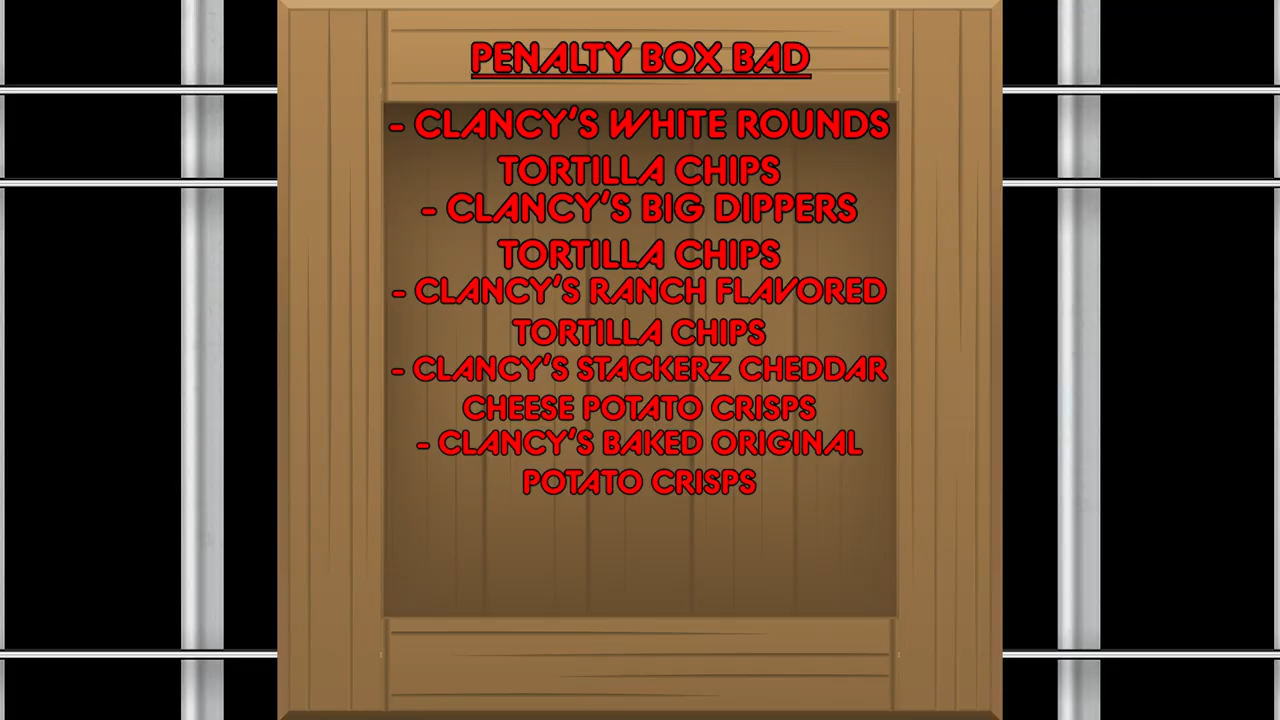 PENALTY BOX BAD
- CLANCY'S WHITE ROUNDS
TORTILLA CHIPS
- CLANCY'S BIG DIPPERS
TORTILLA CHIPS
- CLANCY'S RANCH FLAVORED
TORTILLA CHIPS
- CLANCY'S STACKERZ CHEDDAR
CHEESE POTATO CRISPS
- CLANCY'S BAKED ORIGINAL
POTATO CRISPS